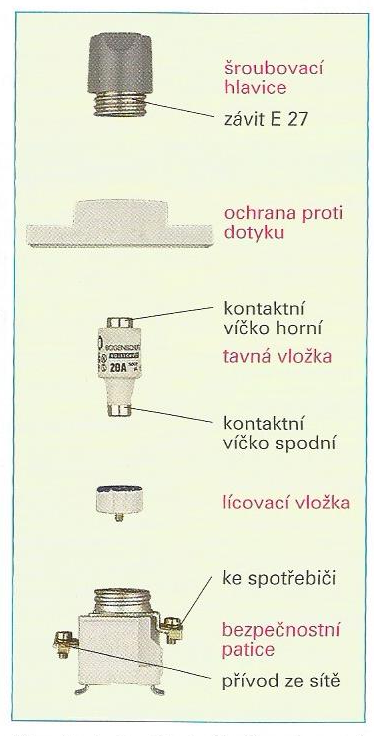 šroubovací
hlavice
závit E 27
ochrana proti
dotyku
kontaktní
víčko horní
BOGENSCHÜTZ
20A
tavná vložka
kontaktní
víčko spodní
lícovací vložka
ke spotřebiči
bezpečnostní
patice
přívod ze sítě